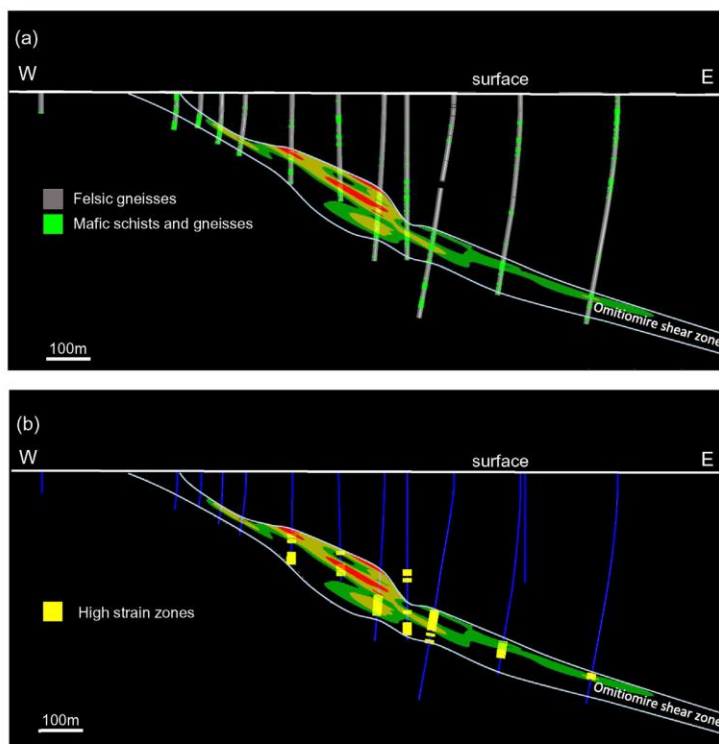 (a)
W
surface
E
Felsic gneisses
Mafic schists and gneisses
Omitiomire shear zone
100m
(b)
W
surface
E
High strain zones
Omitiomire shear zone
100m